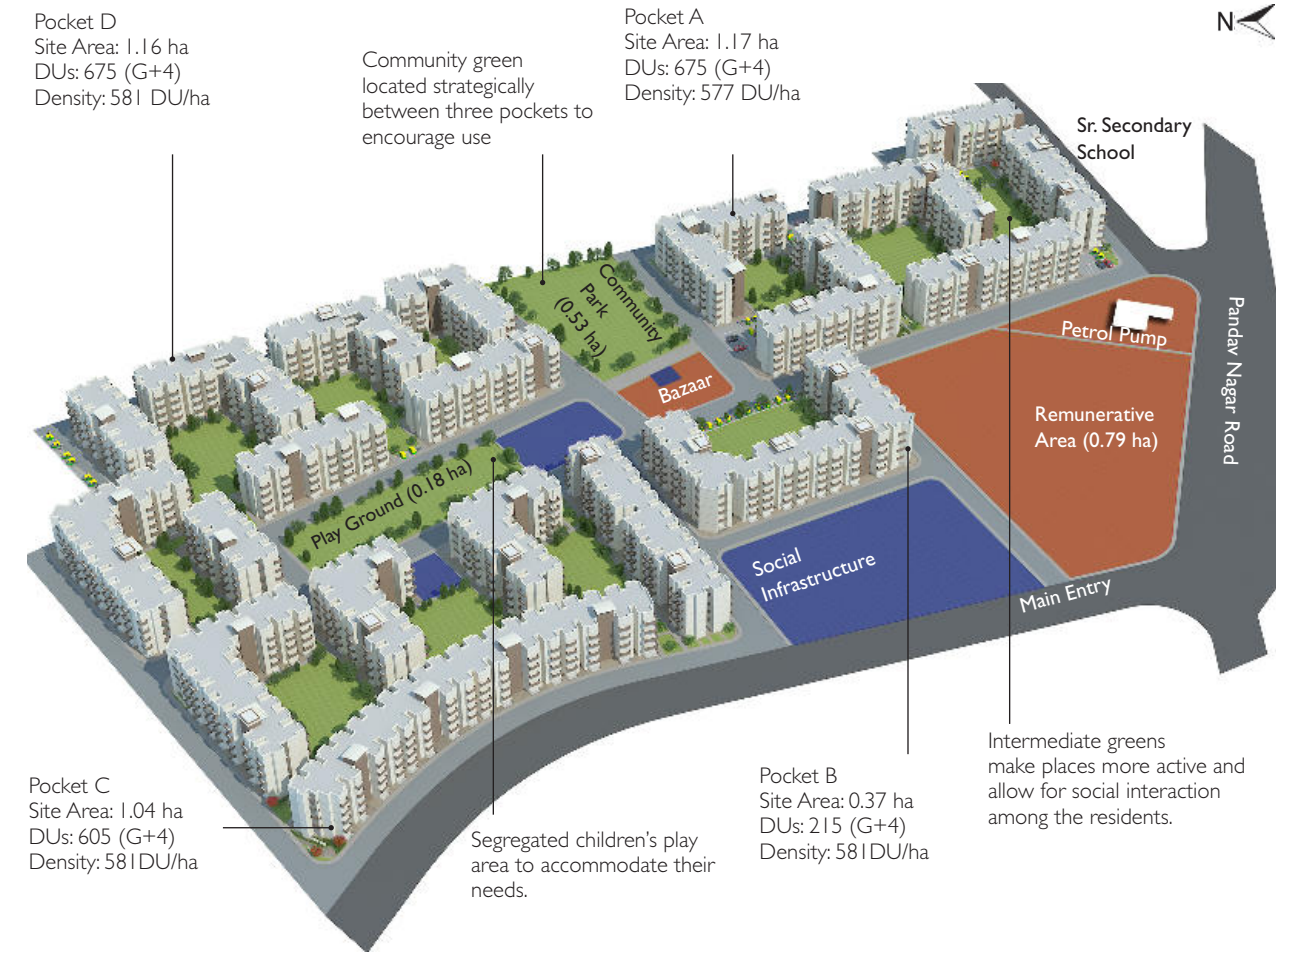 Pocket D
Site Area: 1.16 ha
DUs: 675 (G+4)
Density: 581 DU/ha
Community green
located strategically
between three pockets to
encourage use
Pocket A
Site Area: 1.17 ha
DUs: 675 (G+4)
Density: 577 DU/ha
N
Sr. Secondary
School
Community
Park
(0.53 ha)
Bazaar
Petrol Pump
Remunerative
Area (0.79 ha)
Pandav Nagar Road
Play Ground (0.18 ha)
Social
Infrastructure
Main Entry
Pocket C
Site Area: 1.04 ha
DUs: 605 (G+4)
Density: 581DU/ha
Segregated children's play
area to accommodate their
needs.
Pocket B
Site Area: 0.37 ha
DUs: 215 (G+4)
Density: 581DU/ha
Intermediate greens
make places more active and
allow for social interaction
among the residents.